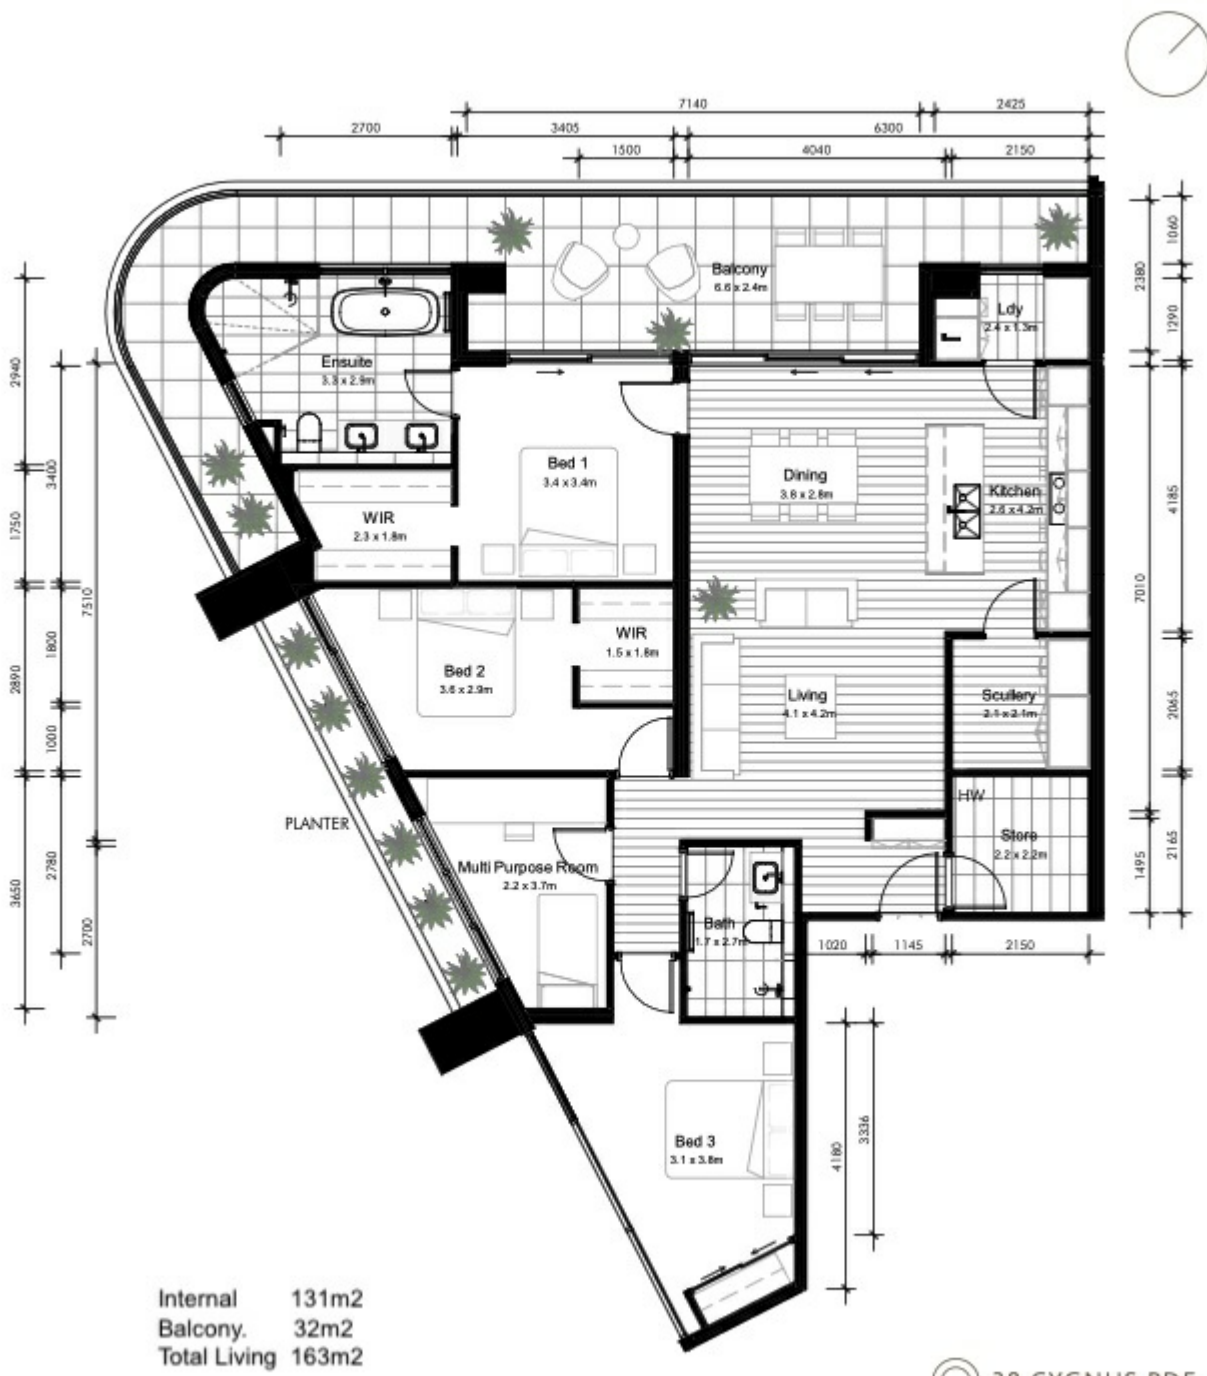 7140
2425
2700
3405
6300
1500
4040
2150
Balcony
6.6 x 2.4m
Ldy
2.4 x 1.3m
1060
2380
1290
Ensuite
3.3 x 2.9m
2940
3400
1750
7510
Bed 1
3.4 x 3.4m
Dining
3.8 x 2.8m
Kitchen
2.6 x 4.2m
4185
7010
WIR
2.3 x 1.8m
WIR
1.5 x 1.8m
Bed 2
3.6 x 2.9m
1800
2890
1000
Living
4.1 x 4.2m
Scullery
2.1 x 2.1m
2065
HW
Store
2.2 x 2.2m
2165
1495
PLANTER
Multi Purpose Room
2.2 x 3.7m
2780
3650
2700
Bath
1.7 x 2.7m
1020
1145
2150
Bed 3
3.1 x 3.8m
3336
4180
Internal 131m2
Balcony. 32m2
Total Living 163m2